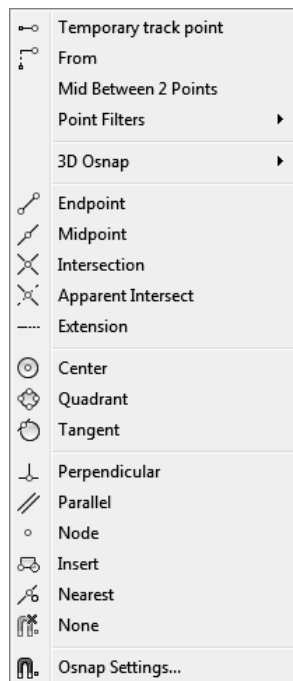 Temporary track point
From
Mid Between 2 Points
Point Filters
3D Osnap
Endpoint
Midpoint
Intersection
Apparent Intersect
Extension
Center
Quadrant
Tangent
Perpendicular
Parallel
Node
Insert
Nearest
None
Osnap Settings...